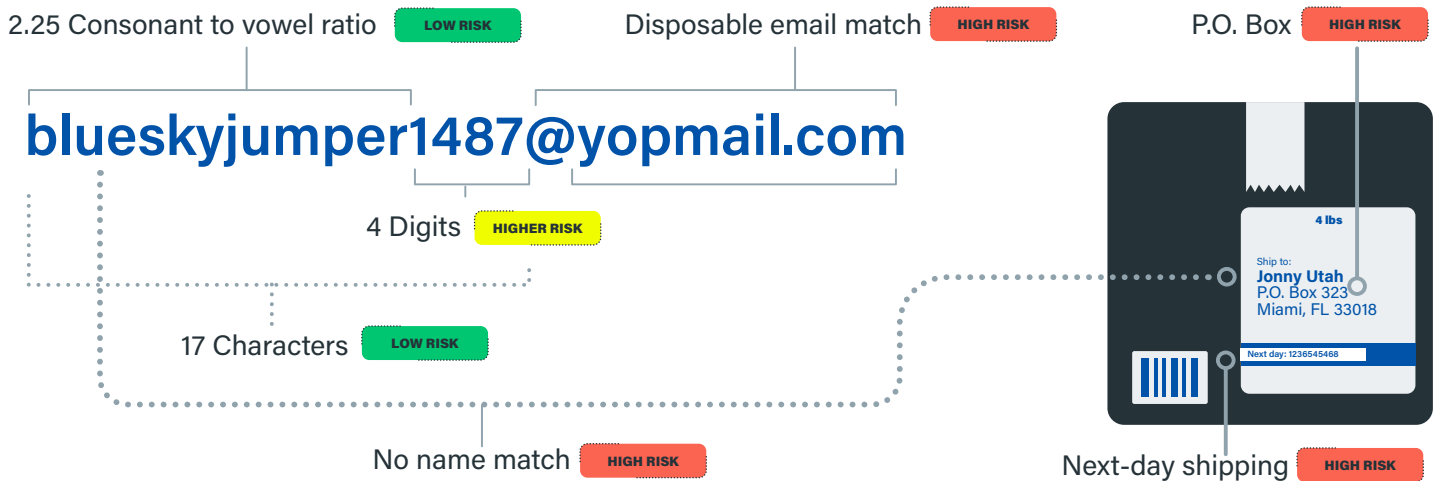 2.25 Consonant to vowel ratio LOW RISK
Disposable email match HIGH RISK
P.O. Box HIGH RISK
blueskyjumper1487@yopmail.com
4 Digits HIGHER RISK
17 Characters LOW RISK
No name match HIGH RISK
4 lbs
Ship to:
Jonny Utah
P.O. Box 323
Miami, FL 33018
Next day: 1236545468
Next-day shipping HIGH RISK